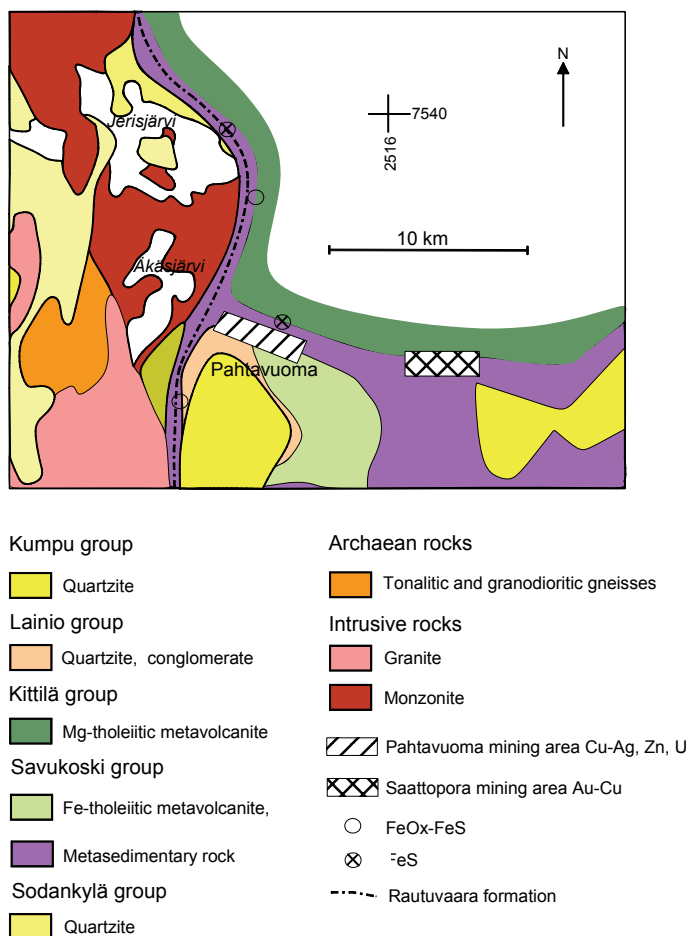 N
Jerisjärvi
7540
2516
10 km
Äkäsjärvi
Pahtavuoma
Kumpu group
Quartzite
Lainio group
Quartzite, conglomerate
Kittilä group
Mg-tholeiitic metavolcanite
Savukoski group
Fe-tholeiitic metavolcanite,
Metasedimentary rock
Sodankylä group
Quartzite
Archaean rocks
Tonalitic and granodioritic gneisses
Intrusive rocks
Granite
Monzonite
Pahtavuoma mining area Cu-Ag, Zn, U
Saattopora mining area Au-Cu
FeOx-FeS
FeS
Rautuvaara formation